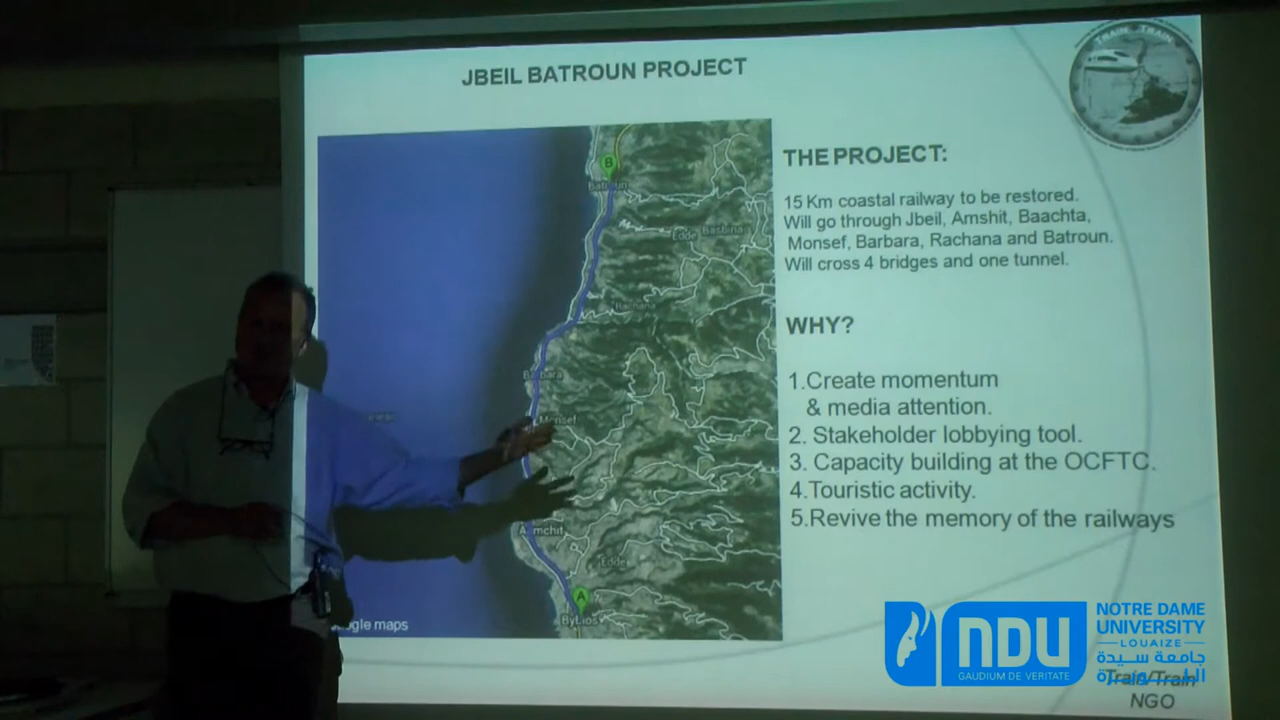 JBEIL BATROUN PROJECT
TRAIN TRAIN
THE PROJECT:
15 Km coastal railway to be restored.
Will go through Jbeil, Amshit, Baachta,
Monsef, Barbara, Rachana and Batroun.
Will cross 4 bridges and one tunnel.
WHY?
1.Create momentum
& media attention.
2. Stakeholder lobbying tool.
3. Capacity building at the OCFTC.
4.Touristic activity.
5.Revive the memory of the railways
B
Batroun
Edde
Basbina
Barbara
Monsef
Amchit
Edde
A
Byblos
gle maps
NDU
GAUDIUM DE VERITATE
NOTRE DAME
UNIVERSITY
LOUAIZE
جامعة سيدة
اللويزة
Train/Train
NGO